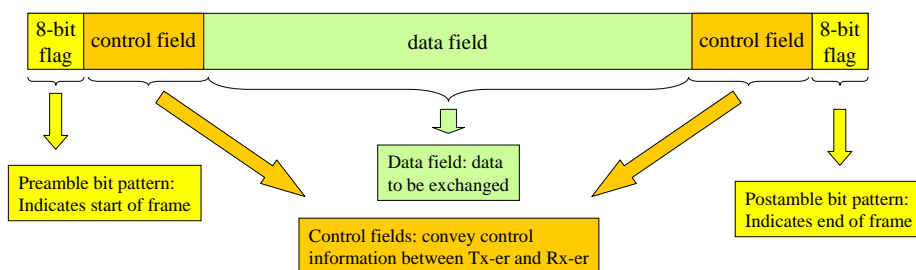 8-bit
flag
control field
data field
control field
8-bit
flag
Preamble bit pattern:
Indicates start of frame
Data field: data
to be exchanged
Postamble bit pattern:
Indicates end of frame
Control fields: convey control
information between Tx-er and Rx-er